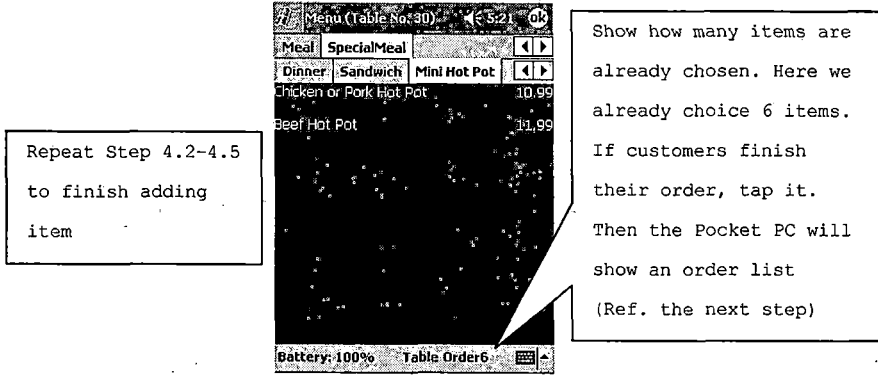 Repeat Step 4.2-4.5
to finish adding
item
Menu (Table No. 30) 5:21 ok
Meal SpecialMeal
Dinner Sandwich Mini Hot Pot
Chicken or Pork Hot Pot 10.99
Beef Hot Pot 11.99
Battery: 100% Table Order6
Show how many items are
already chosen. Here we
already choice 6 items.
If customers finish
their order, tap it.
Then the Pocket PC will
show an order list
(Ref. the next step)